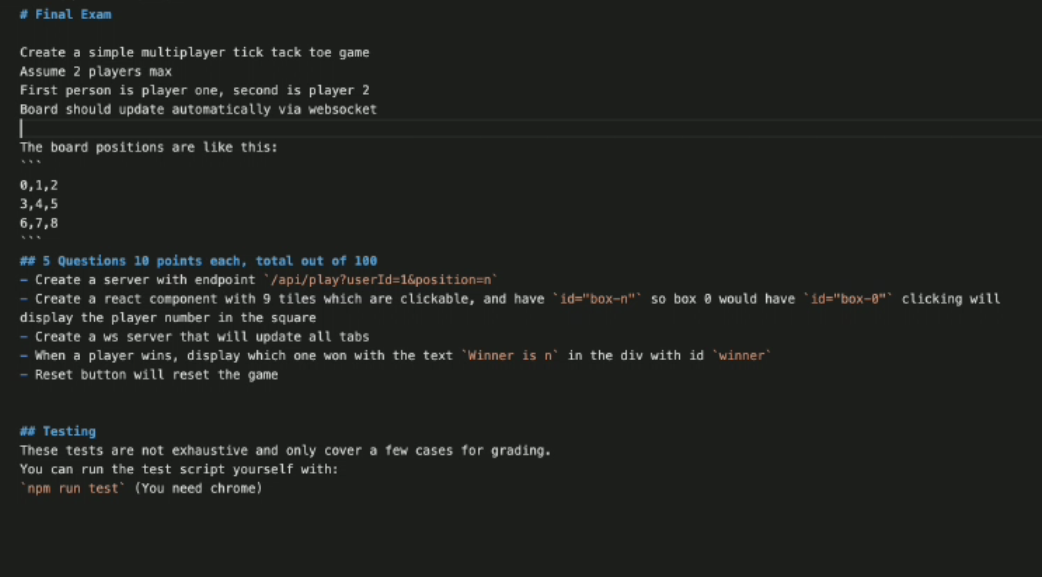 # Final Exam
Create a simple multiplayer tick tack toe game
Assume 2 players max
First person is player one, second is player 2
Board should update automatically via websocket
The board positions are like this:
```
0,1,2
3,4,5
6,7,8
```
## 5 Questions 10 points each, total out of 100
- Create a server with endpoint `/api/play?userId=1&position=n`
- Create a react component with 9 tiles which are clickable, and have `id="box-n"` so box 0 would have `id="box-0"` clicking will
display the player number in the square
- Create a ws server that will update all tabs
- When a player wins, display which one won with the text `Winner is n` in the div with id `winner`
- Reset button will reset the game
## Testing
These tests are not exhaustive and only cover a few cases for grading.
You can run the test script yourself with:
`npm run test` (You need chrome)